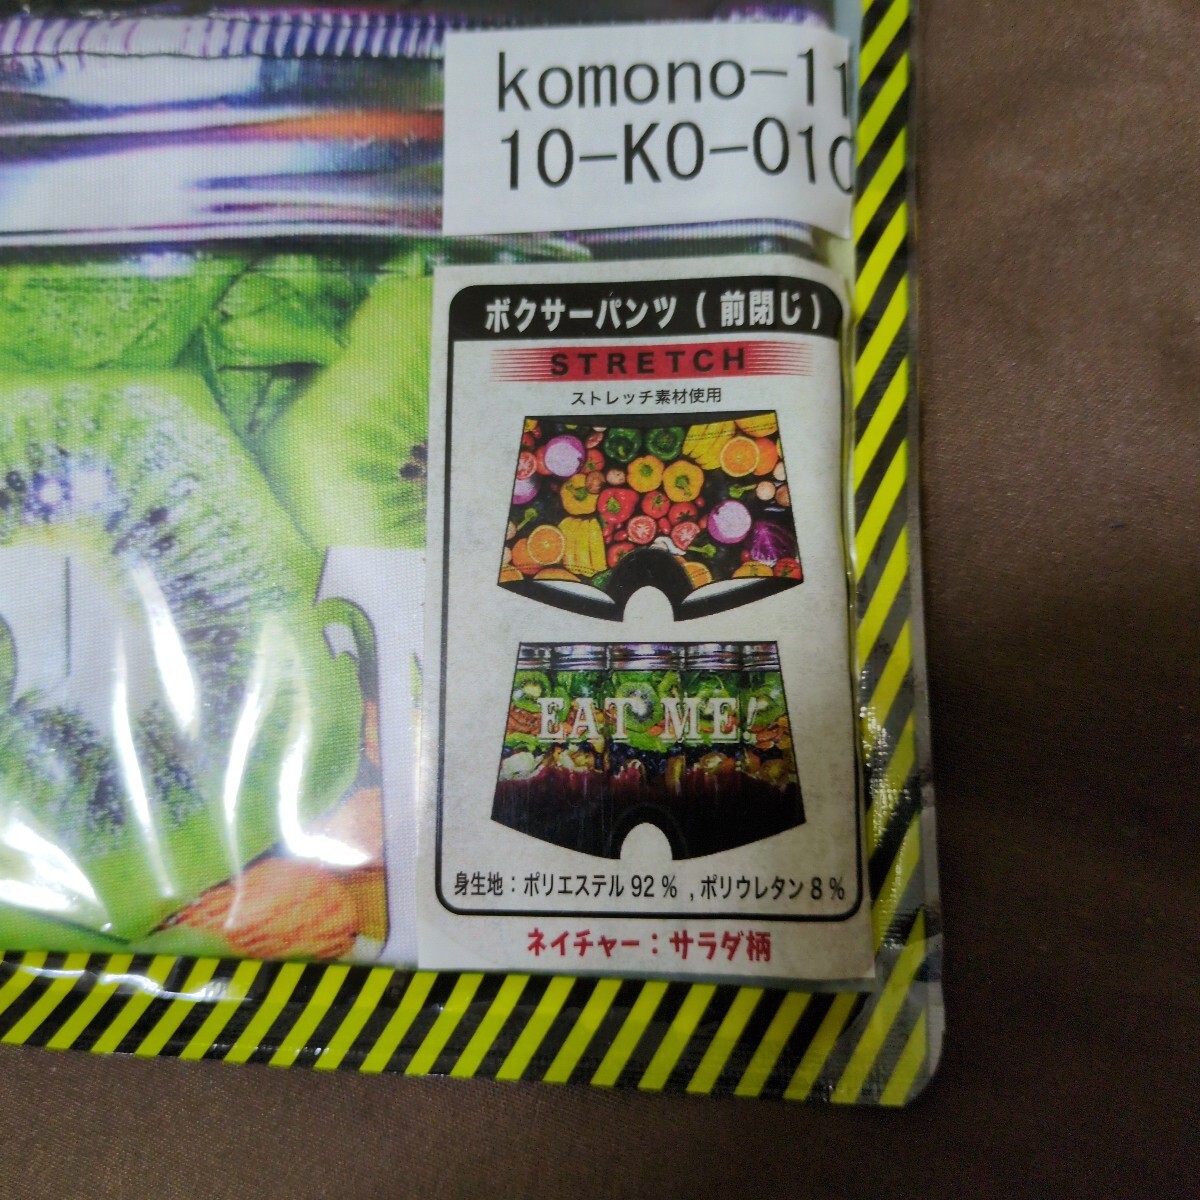 komono-11
10-KO-01c
ボクサーパンツ ( 前閉じ )
STRETCH
ストレッチ素材使用
EAT ME!
身生地 : ポリエステル 92 % , ポリウレタン 8 %
ネイチャー : サラダ柄